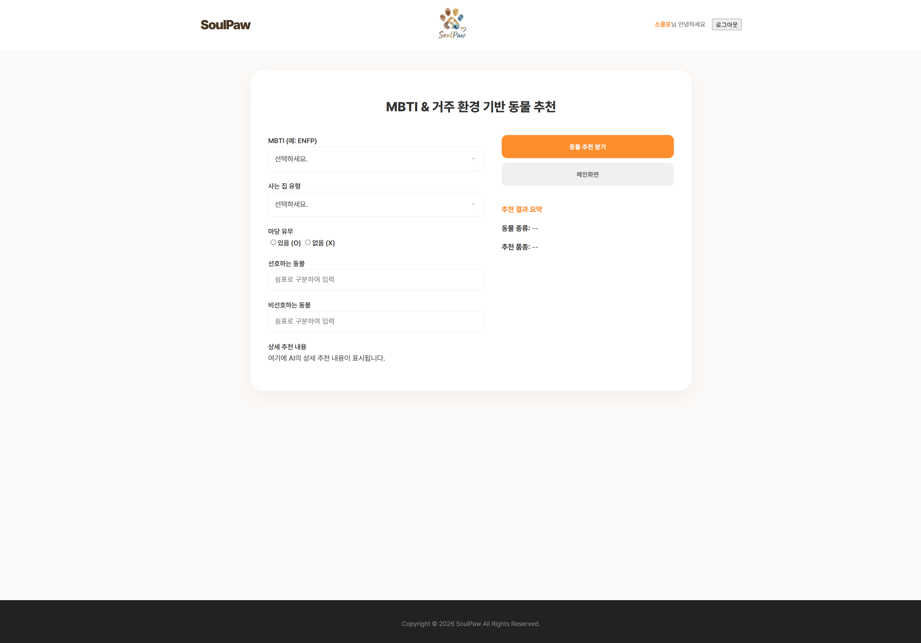 SoulPaw
SoulPaw
소울포님 안녕하세요
로그아웃
MBTI & 거주 환경 기반 동물 추천
MBTI (예: ENFP)
선택하세요.
사는 집 유형
선택하세요.
마당 유무
있음 (O) 없음 (X)
선호하는 동물
쉼표로 구분하여 입력
비선호하는 동물
쉼표로 구분하여 입력
상세 추천 내용
여기에 AI의 상세 추천 내용이 표시됩니다.
동물 추천 받기
메인화면
추천 결과 요약
동물 종류: --
추천 품종: --
Copyright © 2026 SoulPaw All Rights Reserved.